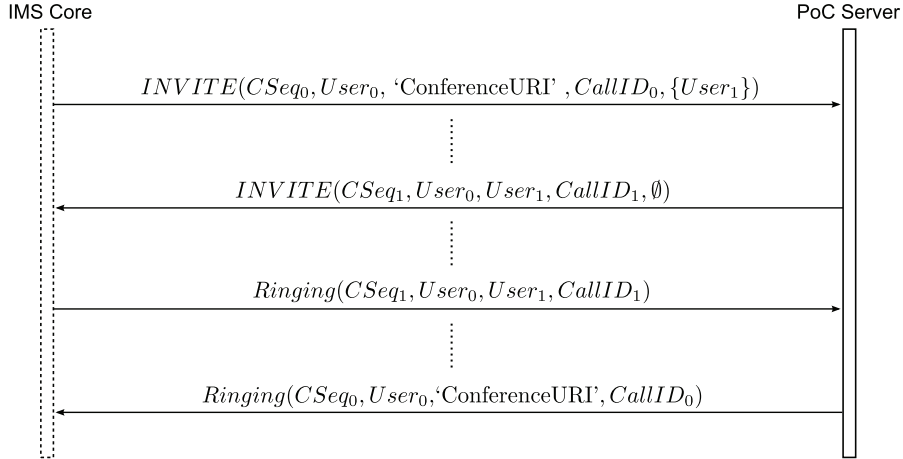 IMS Core
PoC Server
INVITE(CSeq₀, User₀, ‘ConferenceURI’ , CallID₀, {User₁})
INVITE(CSeq₁, User₀, User₁, CallID₁, ∅)
Ringing(CSeq₁, User₀, User₁, CallID₁)
Ringing(CSeq₀, User₀,‘ConferenceURI’, CallID₀)